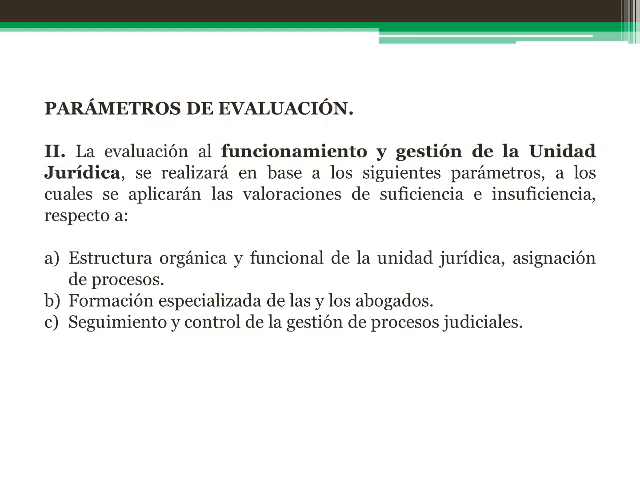 PARÁMETROS DE EVALUACIÓN.
II. La evaluación al funcionamiento y gestión de la Unidad
Jurídica, se realizará en base a los siguientes parámetros, a los
cuales se aplicarán las valoraciones de suficiencia e insuficiencia,
respecto a:
a) Estructura orgánica y funcional de la unidad jurídica, asignación
de procesos.
b) Formación especializada de las y los abogados.
c) Seguimiento y control de la gestión de procesos judiciales.